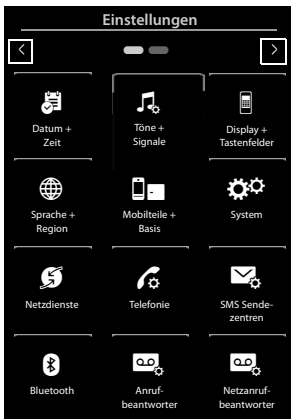 Einstellungen
Datum +
Zeit
Töne +
Signale
Display +
Tastenfelder
Sprache +
Region
Mobilteile +
Basis
System
Netzdienste
Telefonie
SMS Sende-
zentren
Bluetooth
Anruf-
beantworter
Netzanruf-
beantworter